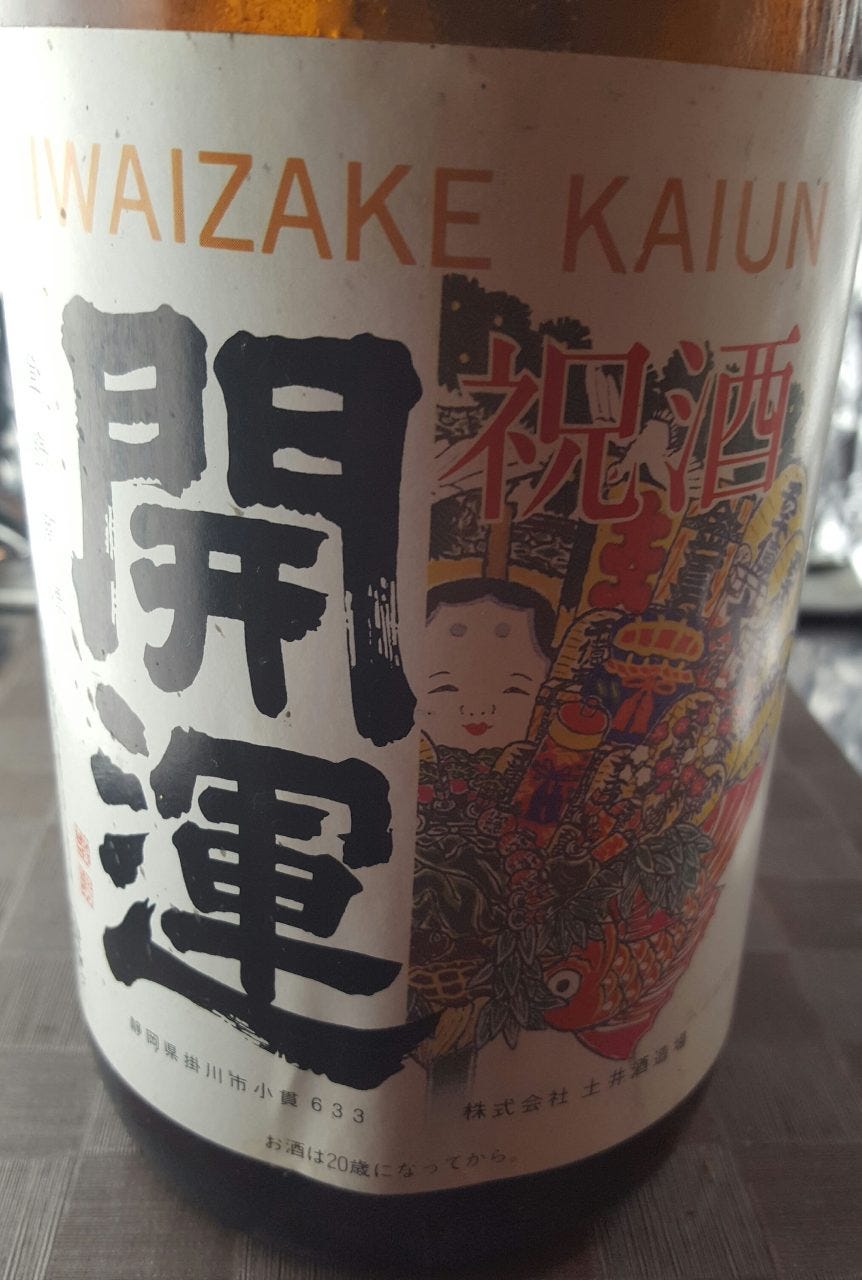 IWAIZAKE KAIUN
祝酒
開運
静岡県掛川市小貫633
株式会社 土井酒造場
お酒は20歳になってから。